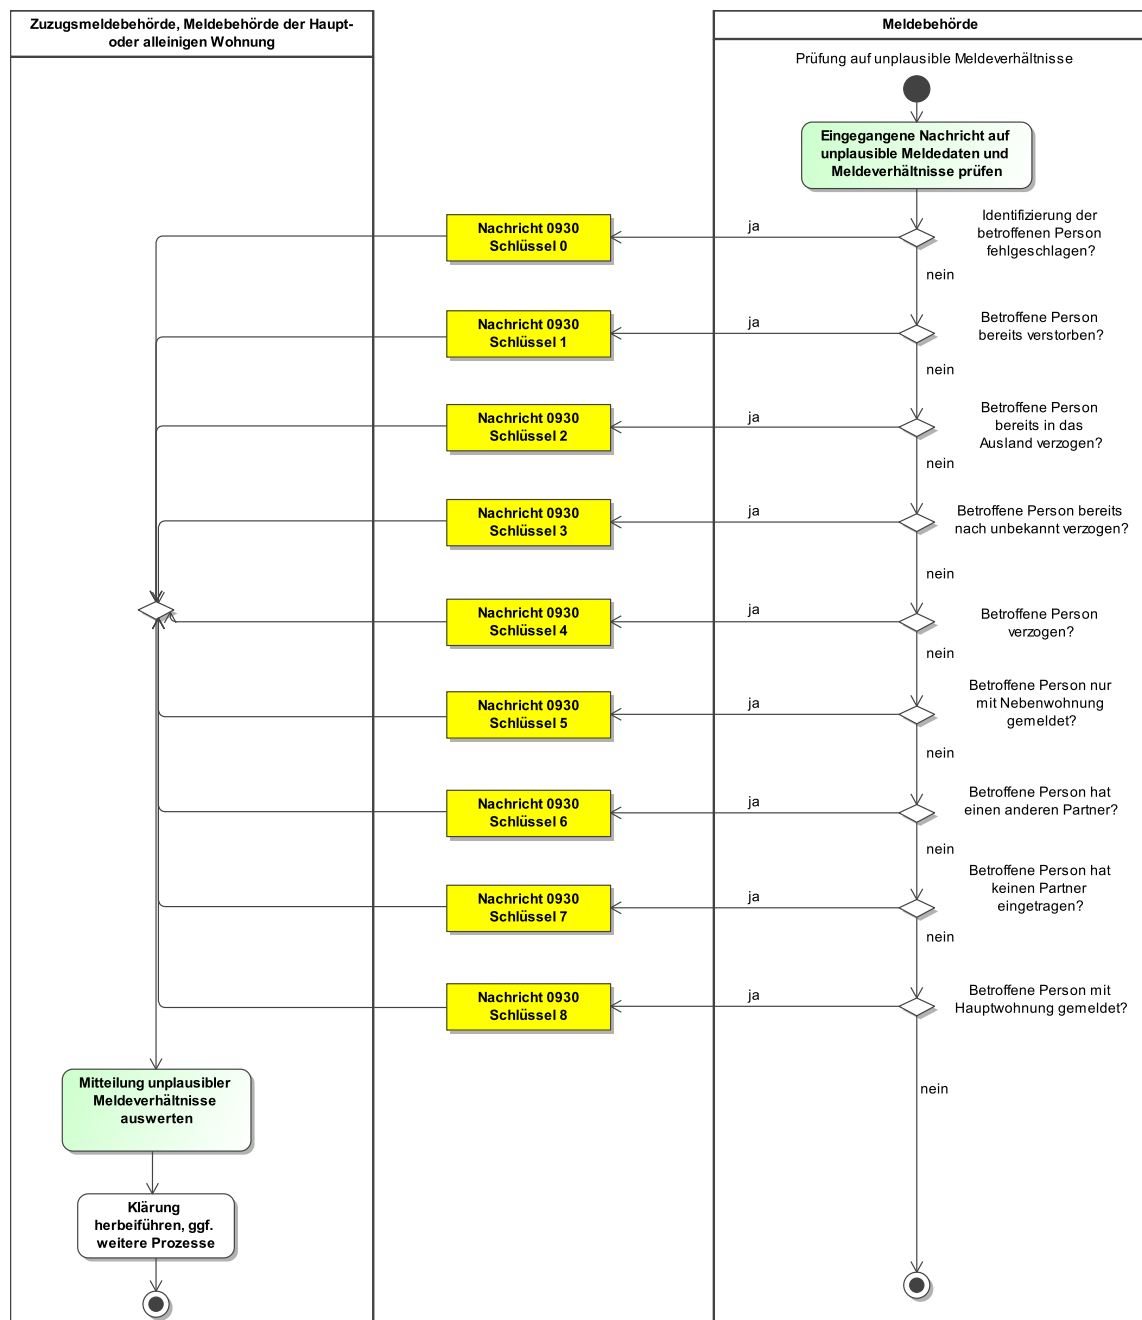 Zuzugsmeldebehörde, Meldebehörde der Haupt-
oder alleinigen Wohnung
Meldebehörde
Prüfung auf unplausible Meldeverhältnisse
Eingegangene Nachricht auf
unplausible Meldedaten und
Meldeverhältnisse prüfen
Identifizierung der
betroffenen Person
fehlgeschlagen?
ja
Nachricht 0930
Schlüssel 0
nein
Betroffene Person
bereits verstorben?
ja
Nachricht 0930
Schlüssel 1
nein
Betroffene Person
bereits in das
Ausland verzogen?
ja
Nachricht 0930
Schlüssel 2
nein
Betroffene Person bereits
nach unbekannt verzogen?
ja
Nachricht 0930
Schlüssel 3
nein
Betroffene Person
verzogen?
ja
Nachricht 0930
Schlüssel 4
nein
Betroffene Person nur
mit Nebenwohnung
gemeldet?
ja
Nachricht 0930
Schlüssel 5
nein
Betroffene Person hat
einen anderen Partner?
ja
Nachricht 0930
Schlüssel 6
nein
Betroffene Person hat
keinen Partner
eingetragen?
ja
Nachricht 0930
Schlüssel 7
nein
Betroffene Person mit
Hauptwohnung gemeldet?
ja
Nachricht 0930
Schlüssel 8
nein
Mitteilung unplausibler
Meldeverhältnisse
auswerten
Klärung
herbeiführen, ggf.
weitere Prozesse